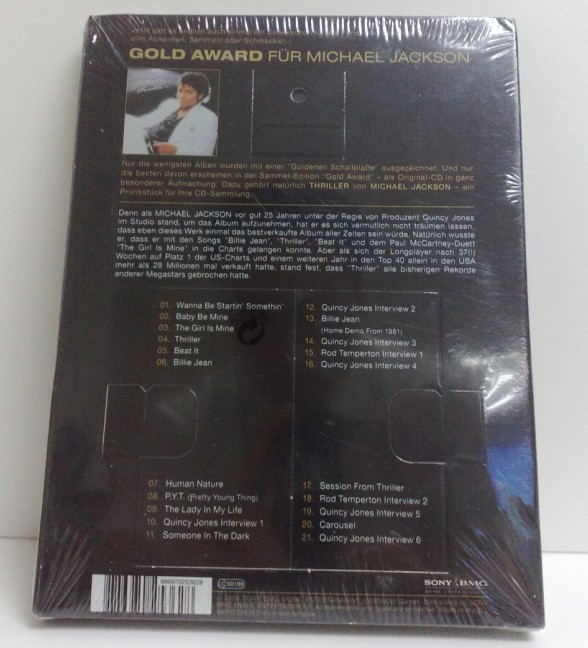 Jetzt gibt es
zum Abspielen, Sammeln oder Schmecken.
GOLD AWARD FÜR MICHAEL JACKSON
Nur die wenigsten Alben wurden mit einer "Goldenen Schallplatte" ausgezeichnet. Und nur
die besten davon erscheinen in der Sammel-Edition "Gold Award" – als Original-CD in ganz
besonderer Aufmachung. Dazu gehört natürlich THRILLER von MICHAEL JACKSON – ein
Prunkstück für Ihre CD-Sammlung.
Denn als MICHAEL JACKSON vor gut 25 Jahren unter der Regie von Produzent Quincy Jones
im Studio stand, um das Album aufzunehmen, hat er es sich vermutlich nicht träumen lassen,
dass eben dieses Werk einmal das bestverkaufte Album aller Zeiten sein würde. Natürlich wusste
er, dass er mit den Songs "Billie Jean", "Thriller", "Beat It" und dem Paul McCartney-Duett
"The Girl Is Mine" in die Charts gelangen konnte. Aber als sich der Longplayer nach 37(!)
Wochen auf Platz 1 der US-Charts und einem weiteren Jahr in den Top 40 allein in den USA
mehr als 28 Millionen mal verkauft hatte, stand fest, dass "Thriller" alle bisherigen Rekorde
anderer Megastars gebrochen hatte.
01. Wanna Be Startin' Somethin'
02. Baby Be Mine
03. The Girl Is Mine
04. Thriller
05. Beat It
06. Billie Jean
12. Quincy Jones Interview 2
13. Billie Jean
(Home Demo From 1981)
14. Quincy Jones Interview 3
15. Rod Temperton Interview 1
16. Quincy Jones Interview 4
07. Human Nature
08. P.Y.T. (Pretty Young Thing)
09. The Lady In My Life
10. Quincy Jones Interview 1
11. Someone In The Dark
17. Session From Thriller
18. Rod Temperton Interview 2
19. Quincy Jones Interview 5
20. Carousel
21. Quincy Jones Interview 6
LC 00199
SONY BMG
MUSIC ENTERTAINMENT